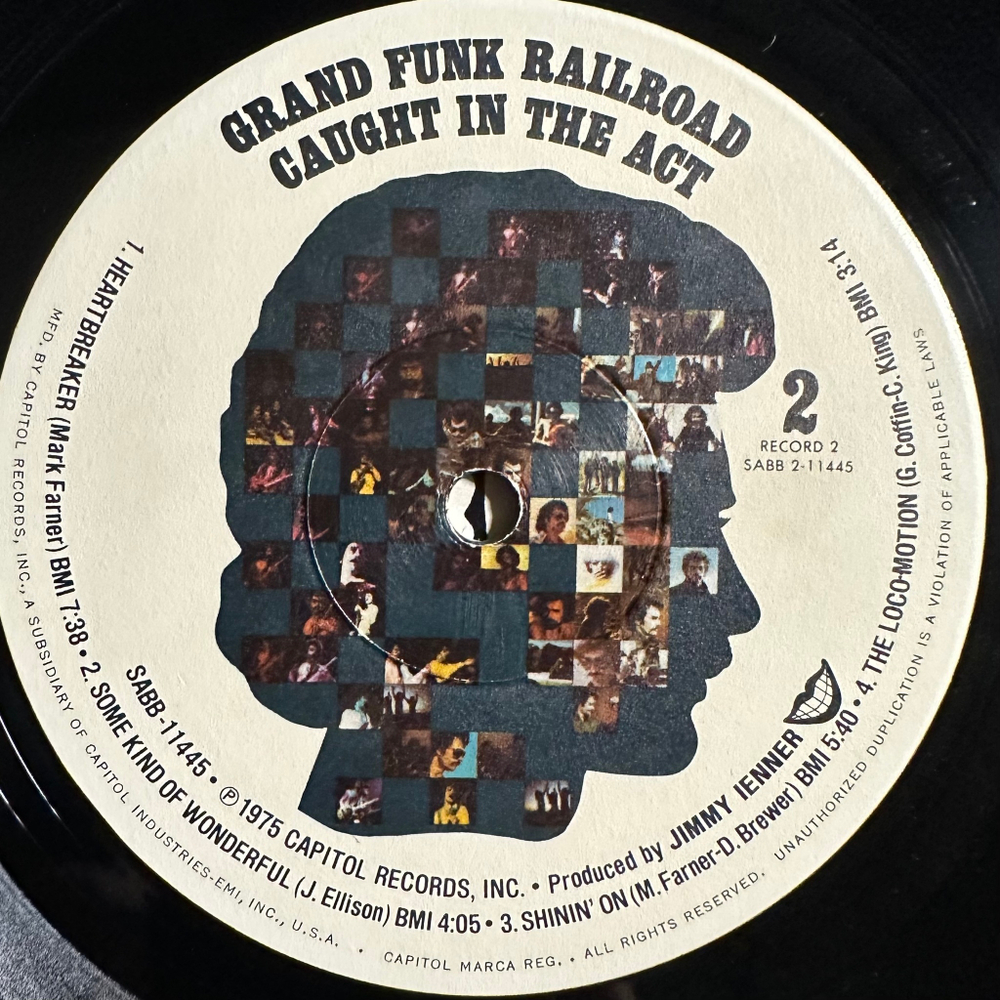 GRAND FUNK RAILROAD
CAUGHT IN THE ACT
2
RECORD 2
SABB 2-11445
1. HEARTBREAKER (Mark Farner) BMI 7:38 • 2. SOME KIND OF WONDERFUL (J. Ellison) BMI 4:05 • 3. SHININ' ON (M. Farner-D. Brewer) BMI 5:40 • 4. THE LOCO-MOTION (G. Coffin-C. King) BMI 3:14
SABB-11445 • ℗ 1975 CAPITOL RECORDS, INC. • Produced by JIMMY IENNER
MFD. BY CAPITOL RECORDS, INC., A SUBSIDIARY OF CAPITOL INDUSTRIES-EMI, INC., U.S.A. • CAPITOL MARCA REG. • ALL RIGHTS RESERVED. UNAUTHORIZED DUPLICATION IS A VIOLATION OF APPLICABLE LAWS